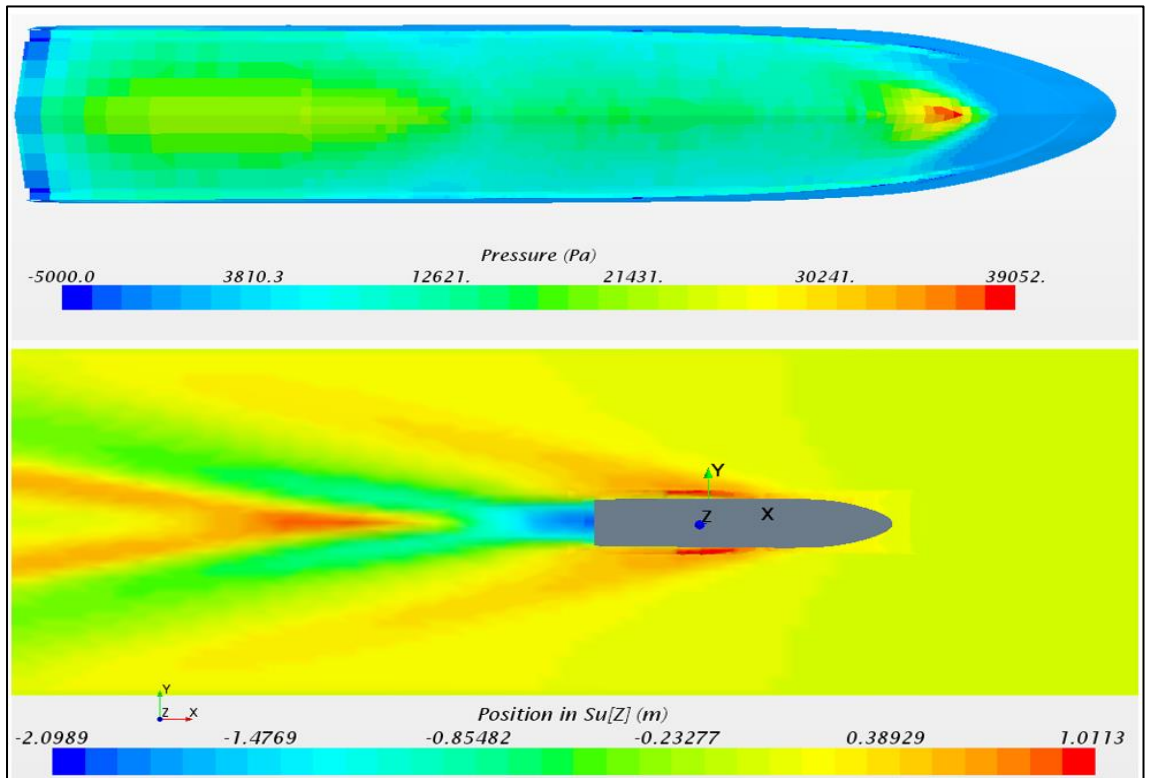 Pressure (Pa)
-5000.0 3810.3 12621. 21431. 30241. 39052.
Y
Z X
Y
Z X
Position in Su[Z] (m)
-2.0989 -1.4769 -0.85482 -0.23277 0.38929 1.0113